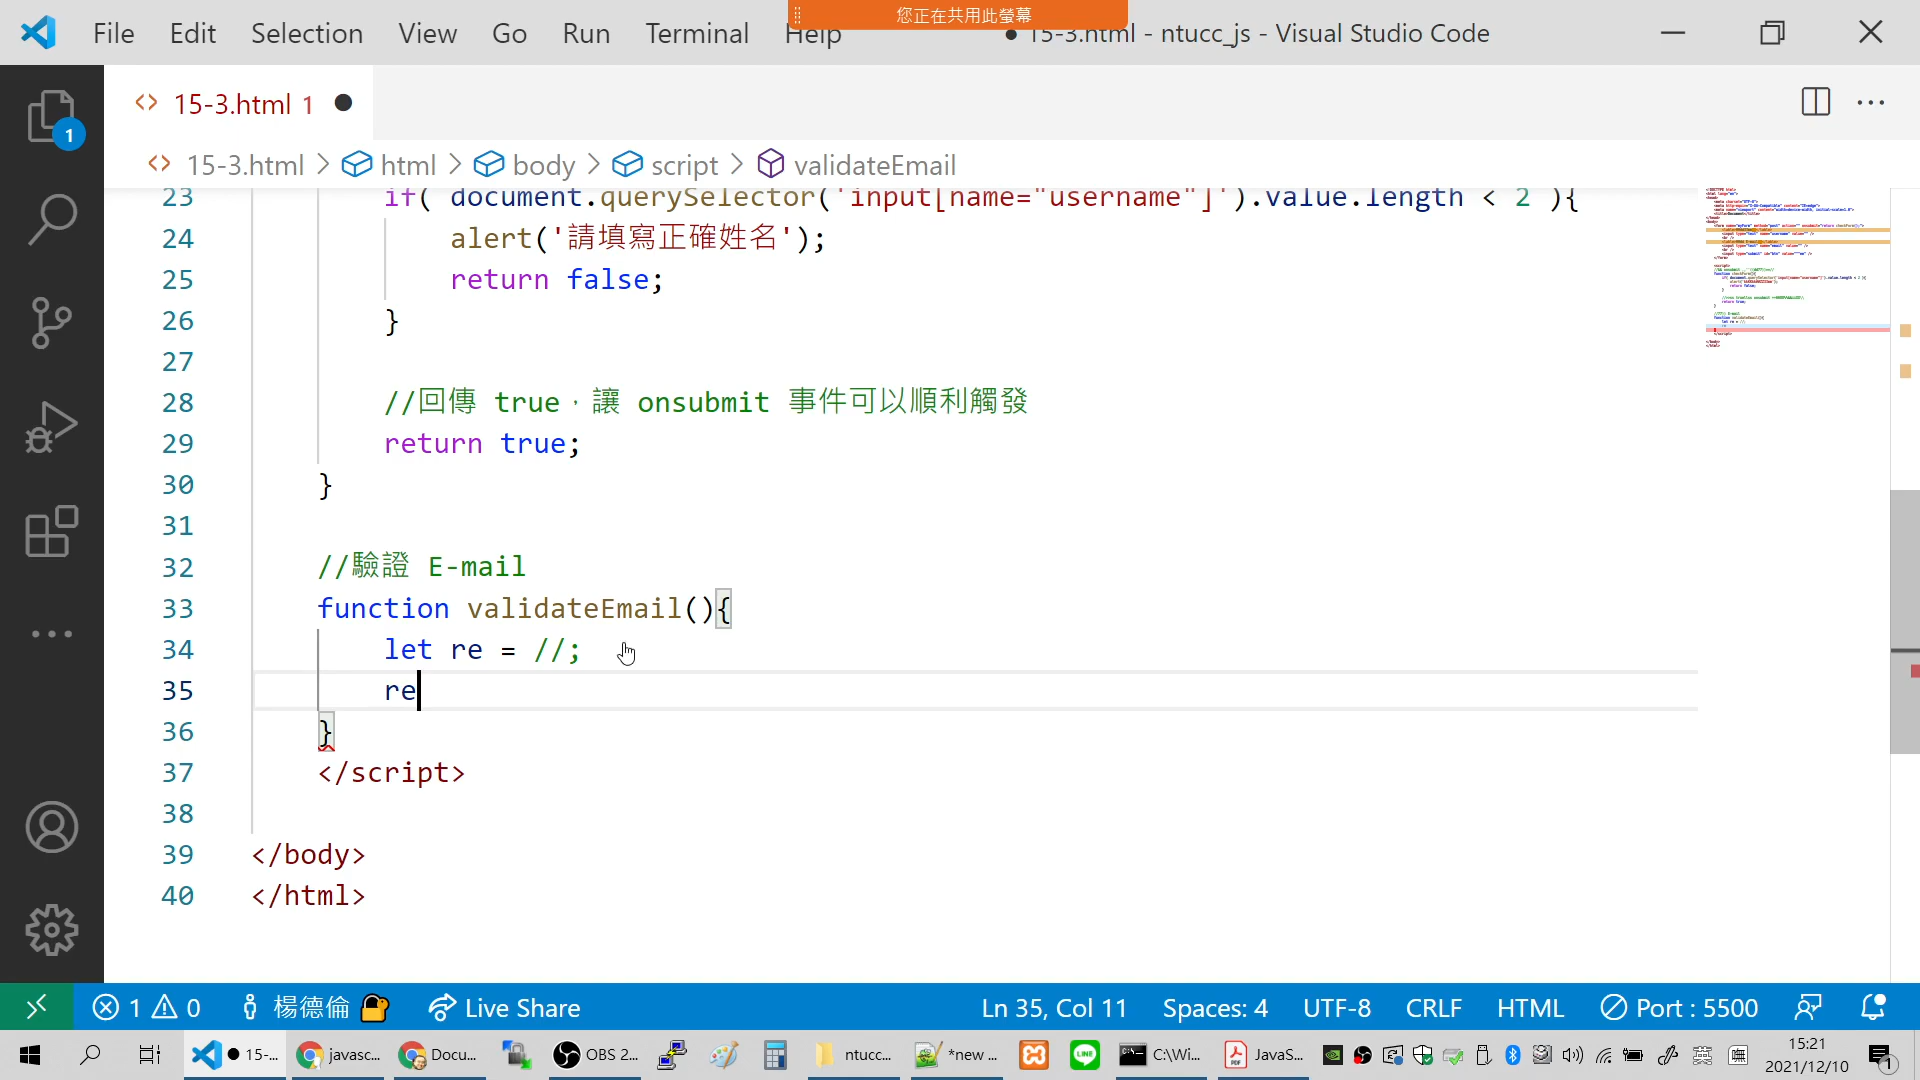 您正在共用此螢幕
File Edit Selection View Go Run Terminal Help ● 15-3.html - ntucc_js - Visual Studio Code
15-3.html 1
15-3.html > html > body > script > validateEmail
1
23 if( document.querySelector('input[name="username"]').value.length < 2 ){
24 alert('請填寫正確姓名');
25 return false;
26 }
27
28 //回傳 true，讓 onsubmit 事件可以順利觸發
29 return true;
30 }
31
32 //驗證 E-mail
33 function validateEmail(){
34 let re = //;
35 re
36 }
37 </script>
38
39 </body>
40 </html>
1 0 楊德倫 Live Share Ln 35, Col 11 Spaces: 4 UTF-8 CRLF HTML Port : 5500
● 15-... javasc... Docu... OBS 2... ntucc... *new ... C:\Wi... JavaS... 英 15:21
2021/12/10 1